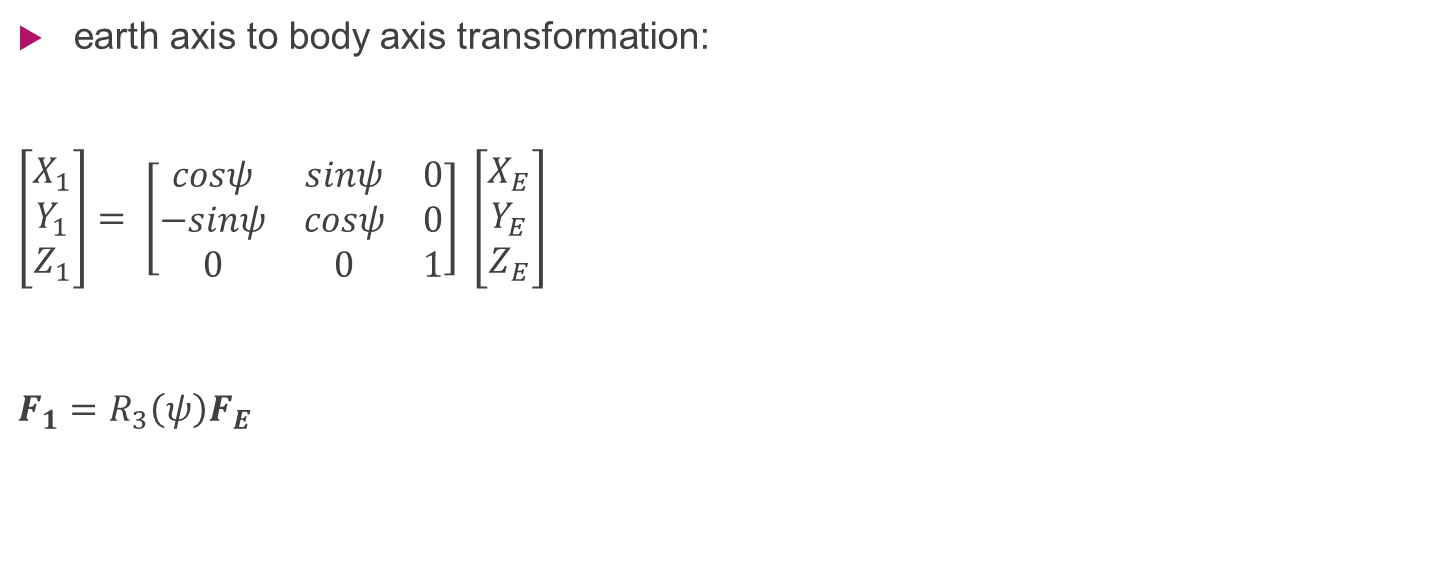 earth axis to body axis transformation:
[X₁ Y₁ Z₁] = [cosψ sinψ 0; −sinψ cosψ 0; 0 0 1] [X_E Y_E Z_E]
F₁ = R₃(ψ)F_E